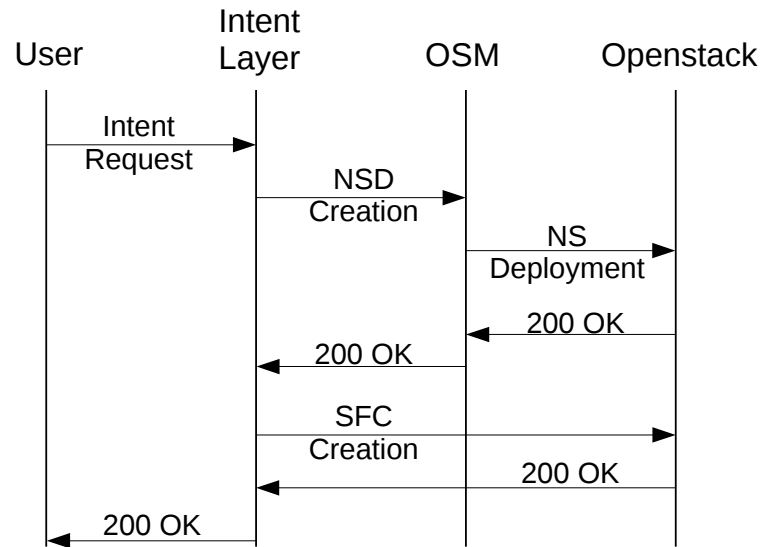 User
Intent
Layer
OSM
Openstack
Intent
Request
NSD
Creation
NS
Deployment
200 OK
200 OK
SFC
Creation
200 OK
200 OK